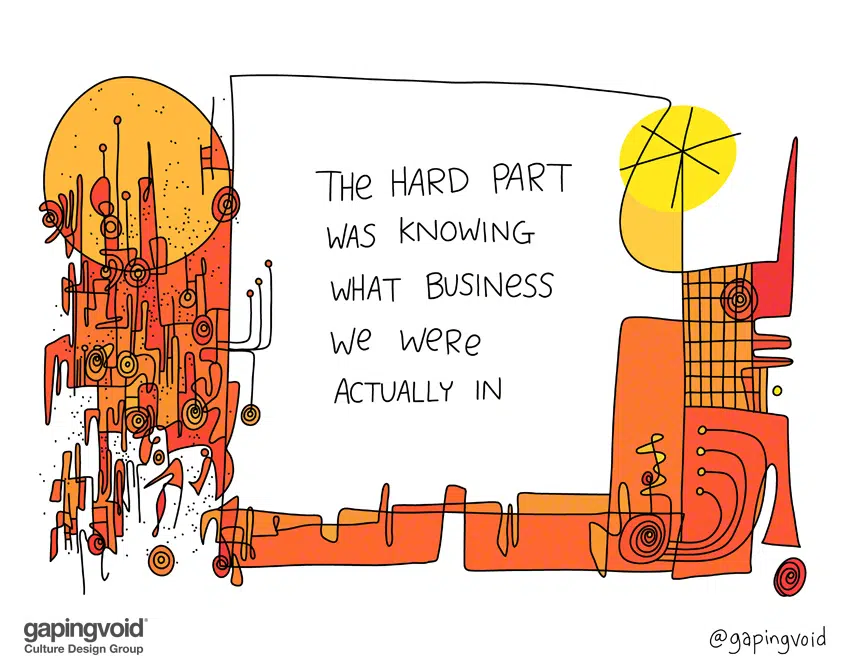 THE HARD PART
WAS KNOWING
WHAT BUSINESS
WE WERE
ACTUALLY IN
gapingvoid®
Culture Design Group
@gapingvoid